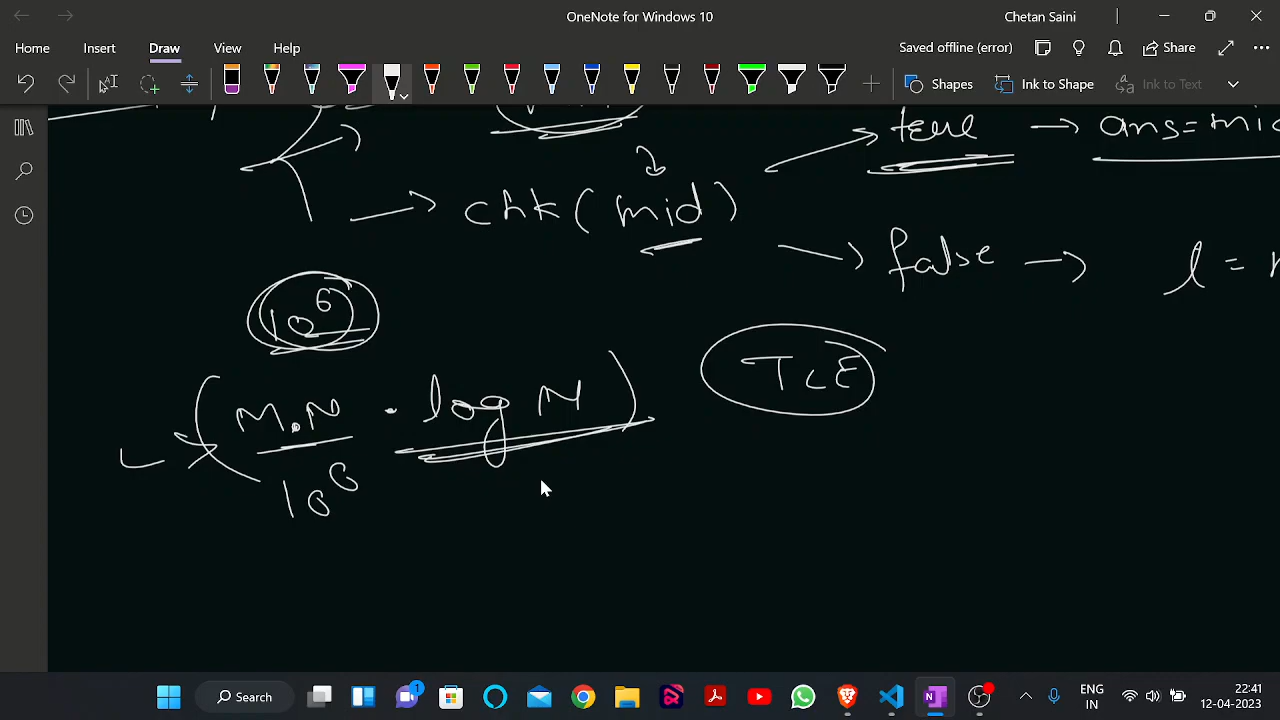 OneNote for Windows 10
Chetan Saini
Home Insert Draw View Help
Saved offline (error)
Share
Shapes
Ink to Shape
Ink to Text
true → ans=mid
→ chk(mid)
→ false → l =
10^6
(M.N . log N)
TLE
10^6
Search
1
ENG
IN
22:41
12-04-2023